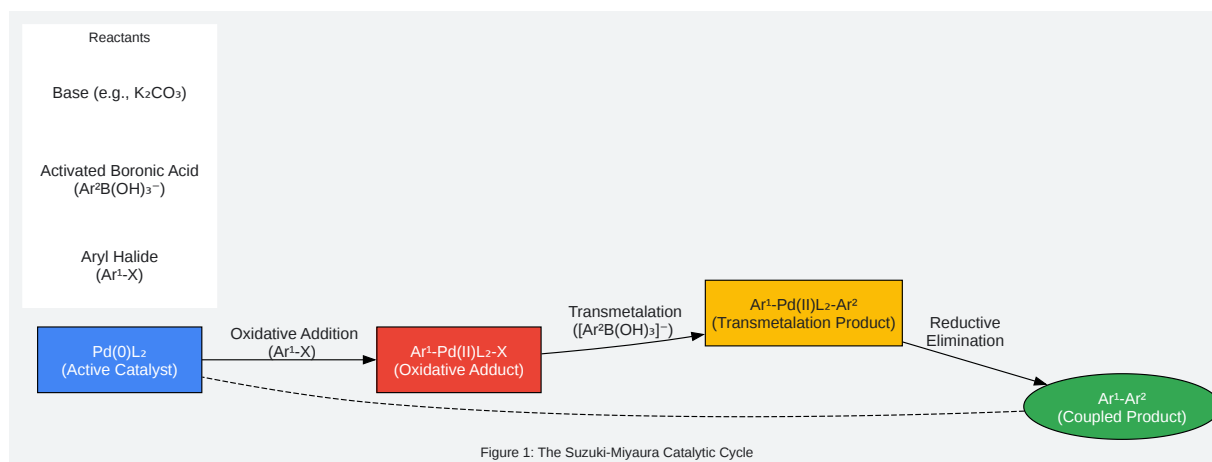 Reactants
Base (e.g., K₂CO₃)
Activated Boronic Acid
(Ar²B(OH)₃⁻)
Aryl Halide
(Ar¹-X)
Pd(0)L₂
(Active Catalyst)
Oxidative Addition
(Ar¹-X)
Ar¹-Pd(II)L₂-X
(Oxidative Adduct)
Transmetalation
([Ar²B(OH)₃]⁻)
Ar¹-Pd(II)L₂-Ar²
(Transmetalation Product)
Reductive
Elimination
Ar¹-Ar²
(Coupled Product)
Figure 1: The Suzuki-Miyaura Catalytic Cycle